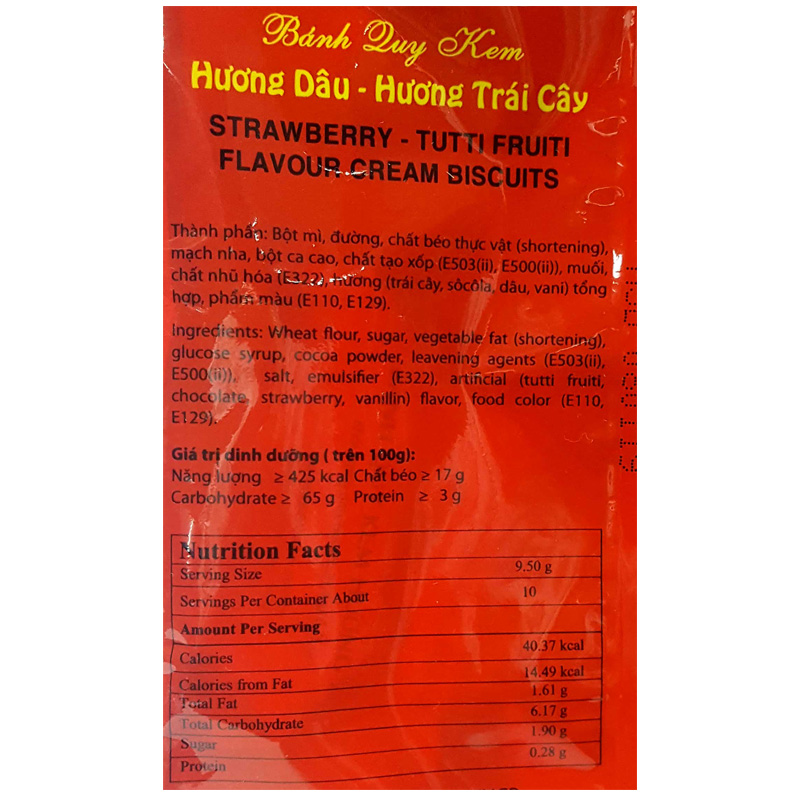 Bánh Quy Kem
Hương Dâu - Hương Trái Cây
STRAWBERRY - TUTTI FRUITI
FLAVOUR CREAM BISCUITS
Thành phần: Bột mì, đường, chất béo thực vật (shortening),
mạch nha, bột ca cao, chất tạo xốp (E503(ii), E500(ii)), muối,
chất nhũ hóa (E322), hương (trái cây, sôcôla, dâu, vani) tổng
hợp, phẩm màu (E110, E129).
Ingredients: Wheat flour, sugar, vegetable fat (shortening),
glucose syrup, cocoa powder, leavening agents (E503(ii),
E500(ii)), salt, emulsifier (E322), artificial (tutti fruiti,
chocolate, strawberry, vanillin) flavor, food color (E110,
E129).
Giá trị dinh dưỡng ( trên 100g):
Năng lượng ≥ 425 kcal Chất béo ≥ 17 g
Carbohydrate ≥ 65 g Protein ≥ 3 g
Nutrition Facts
Serving Size 9.50 g
Servings Per Container About 10
Amount Per Serving
Calories 40.37 kcal
Calories from Fat 14.49 kcal
Total Fat 1.61 g
Total Carbohydrate 6.17 g
Sugar 1.90 g
Protein 0.28 g